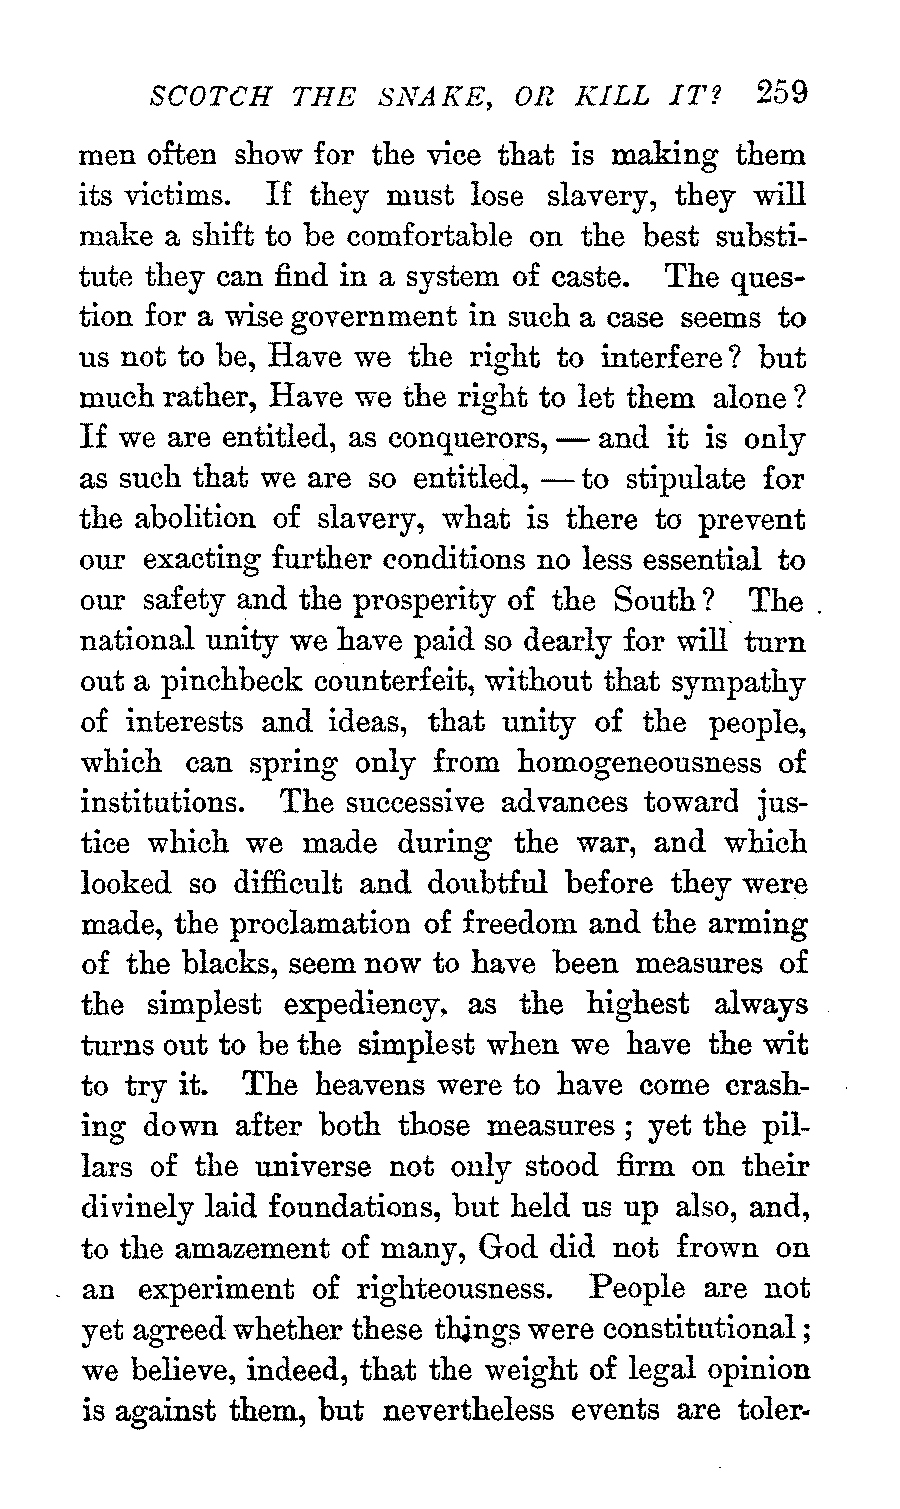 SCOTCH THE SNAKE, OR KILL IT? 259
men often show for the vice that is making them
its victims. If they must lose slavery, they will
make a shift to be comfortable on the best substi-
tute they can find in a system of caste. The ques-
tion for a wise government in such a case seems to
us not to be, Have we the right to interfere? but
much rather, Have we the right to let them alone?
If we are entitled, as conquerors, — and it is only
as such that we are so entitled, — to stipulate for
the abolition of slavery, what is there to prevent
our exacting further conditions no less essential to
our safety and the prosperity of the South? The
national unity we have paid so dearly for will turn
out a pinchbeck counterfeit, without that sympathy
of interests and ideas, that unity of the people,
which can spring only from homogeneousness of
institutions. The successive advances toward jus-
tice which we made during the war, and which
looked so difficult and doubtful before they were
made, the proclamation of freedom and the arming
of the blacks, seem now to have been measures of
the simplest expediency, as the highest always
turns out to be the simplest when we have the wit
to try it. The heavens were to have come crash-
ing down after both those measures; yet the pil-
lars of the universe not only stood firm on their
divinely laid foundations, but held us up also, and,
to the amazement of many, God did not frown on
an experiment of righteousness. People are not
yet agreed whether these things were constitutional;
we believe, indeed, that the weight of legal opinion
is against them, but nevertheless events are toler-